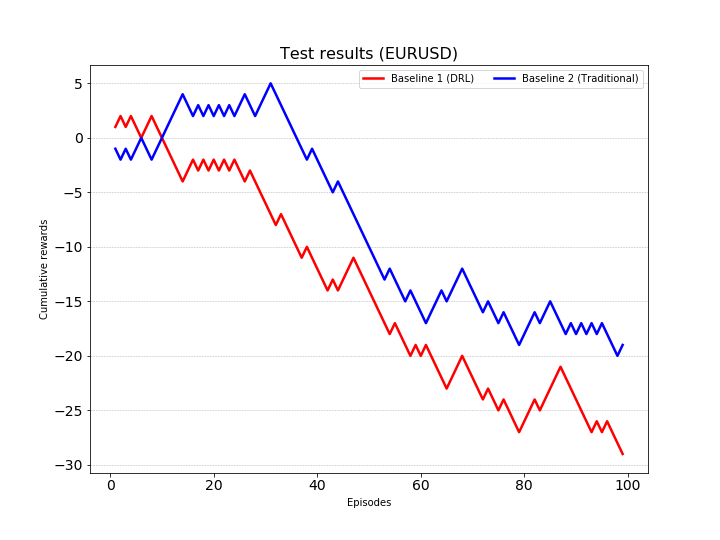 Test results (EURUSD)
Baseline 1 (DRL) Baseline 2 (Traditional)
5
0
−5
−10
−15
−20
−25
−30
Cumulative rewards
0 20 40 60 80 100
Episodes